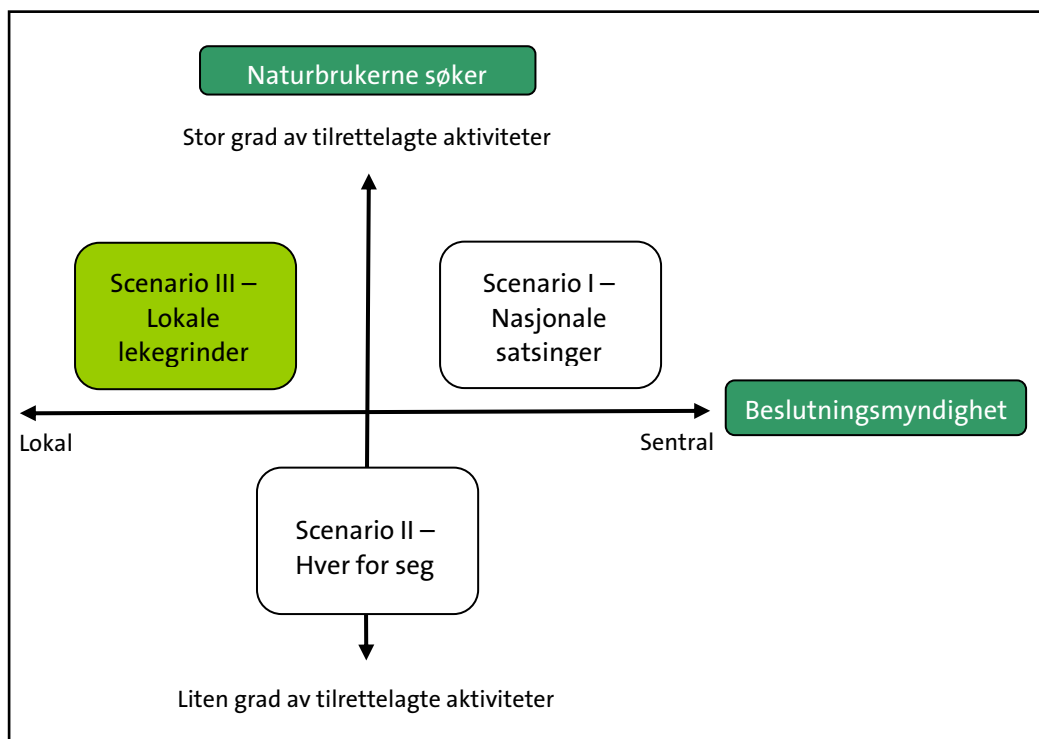 Naturbrukerne søker
Stor grad av tilrettelagte aktiviteter
Scenario III –
Lokale
lekegrinder
Scenario I –
Nasjonale
satsinger
Beslutningsmyndighet
Lokal
Sentral
Scenario II –
Hver for seg
Liten grad av tilrettelagte aktiviteter